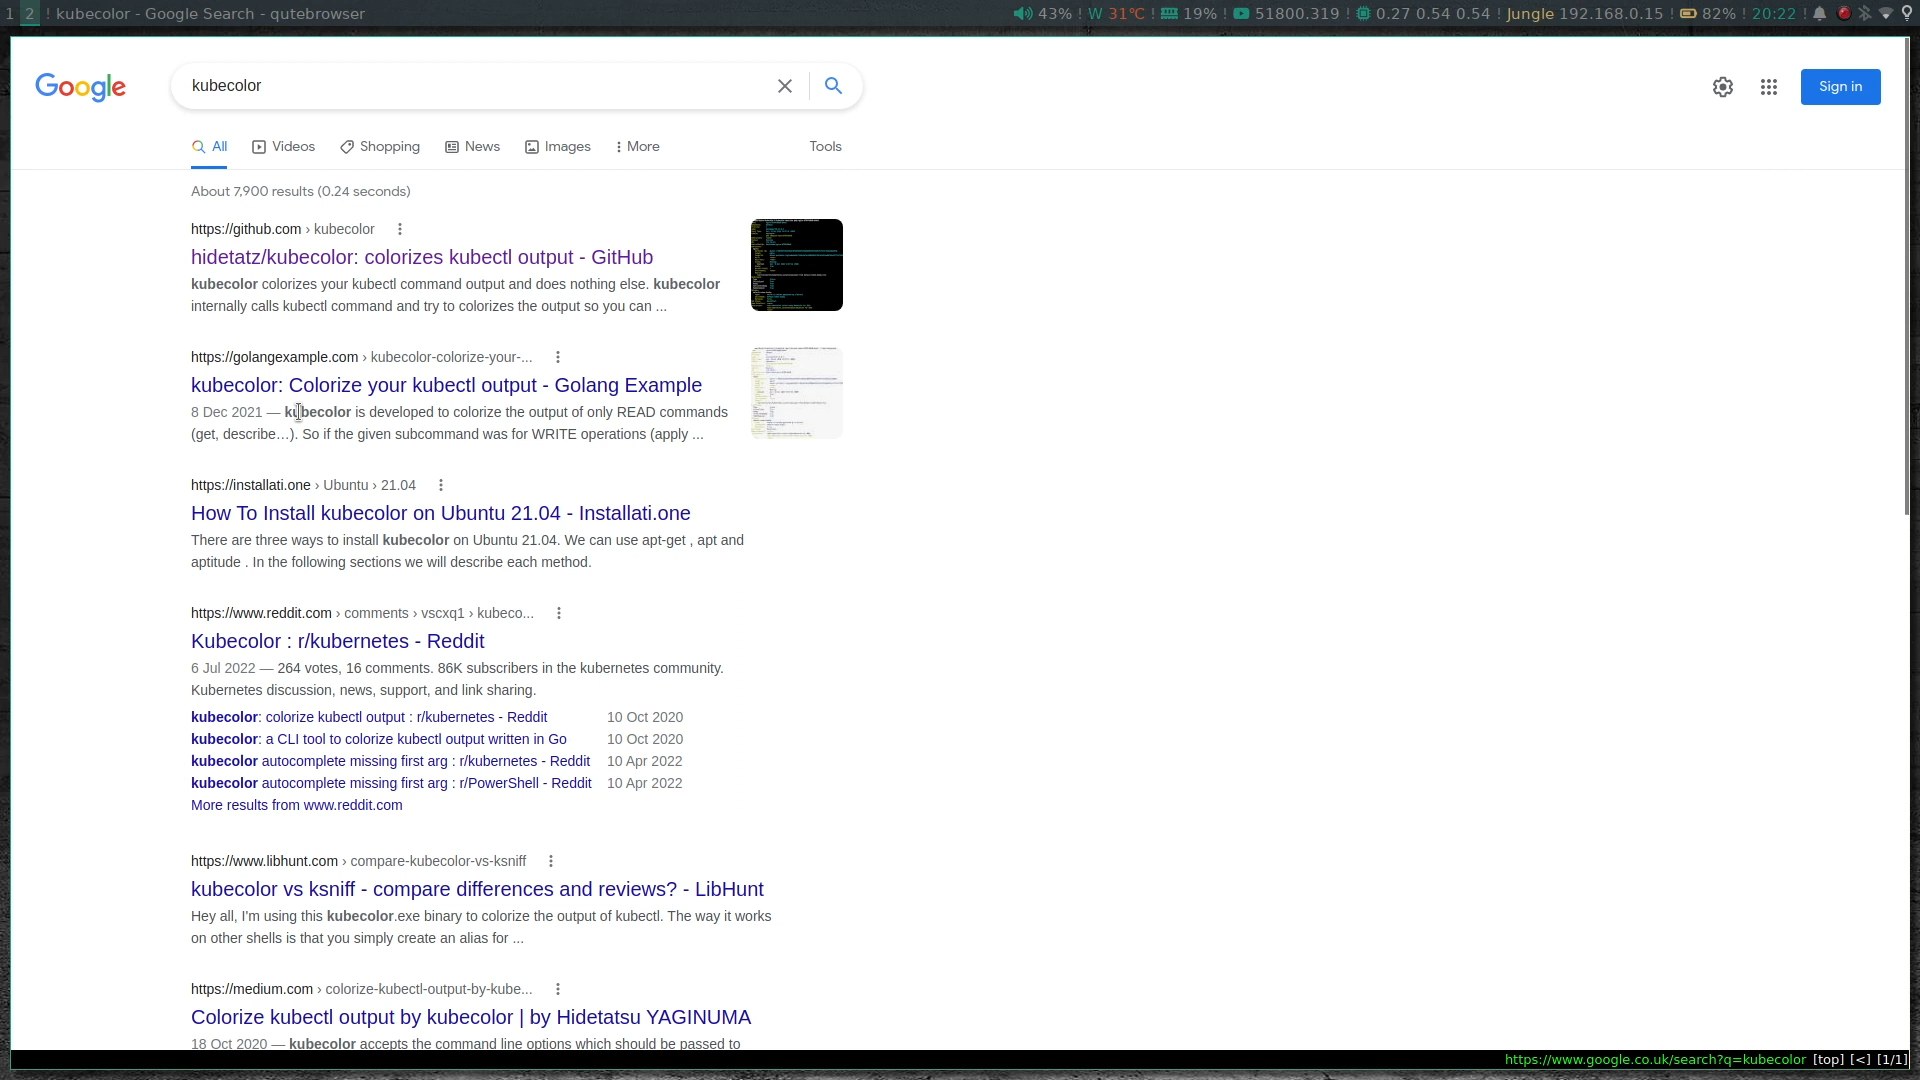 1 2 ! kubecolor - Google Search - qutebrowser
43% ! W 31℃ ! 19% ! 51800.319 ! 0.27 0.54 0.54 ! Jungle 192.168.0.15 ! 82% ! 20:22 !
Google
kubecolor
Sign in
All Videos Shopping News Images More Tools
About 7,900 results (0.24 seconds)
https://github.com › kubecolor
hidetatz/kubecolor: colorizes kubectl output - GitHub
kubecolor colorizes your kubectl command output and does nothing else. kubecolor
internally calls kubectl command and try to colorizes the output so you can ...
https://golangexample.com › kubecolor-colorize-your-...
kubecolor: Colorize your kubectl output - Golang Example
8 Dec 2021 — kubecolor is developed to colorize the output of only READ commands
(get, describe…). So if the given subcommand was for WRITE operations (apply ...
https://installati.one › Ubuntu › 21.04
How To Install kubecolor on Ubuntu 21.04 - Installati.one
There are three ways to install kubecolor on Ubuntu 21.04. We can use apt-get , apt and
aptitude . In the following sections we will describe each method.
https://www.reddit.com › comments › vscxq1 › kubeco...
Kubecolor : r/kubernetes - Reddit
6 Jul 2022 — 264 votes, 16 comments. 86K subscribers in the kubernetes community.
Kubernetes discussion, news, support, and link sharing.
kubecolor: colorize kubectl output : r/kubernetes - Reddit 10 Oct 2020
kubecolor: a CLI tool to colorize kubectl output written in Go 10 Oct 2020
kubecolor autocomplete missing first arg : r/kubernetes - Reddit 10 Apr 2022
kubecolor autocomplete missing first arg : r/PowerShell - Reddit 10 Apr 2022
More results from www.reddit.com
https://www.libhunt.com › compare-kubecolor-vs-ksniff
kubecolor vs ksniff - compare differences and reviews? - LibHunt
Hey all, I'm using this kubecolor.exe binary to colorize the output of kubectl. The way it works
on other shells is that you simply create an alias for ...
https://medium.com › colorize-kubectl-output-by-kube...
Colorize kubectl output by kubecolor | by Hidetatsu YAGINUMA
18 Oct 2020 — kubecolor accepts the command line options which should be passed to
https://www.google.co.uk/search?q=kubecolor [top] [<] [1/1]